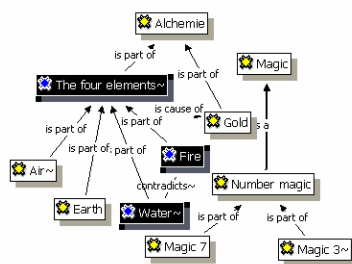 Alchemie
is part of
is part of
Magic
The four elements~
is cause of
is part of
is part of
Gold
s a
is part of
part of
Air~
Fire
contradicts~
Number magic
Earth
Water~
is part of
is part of
Magic 7
Magic 3~